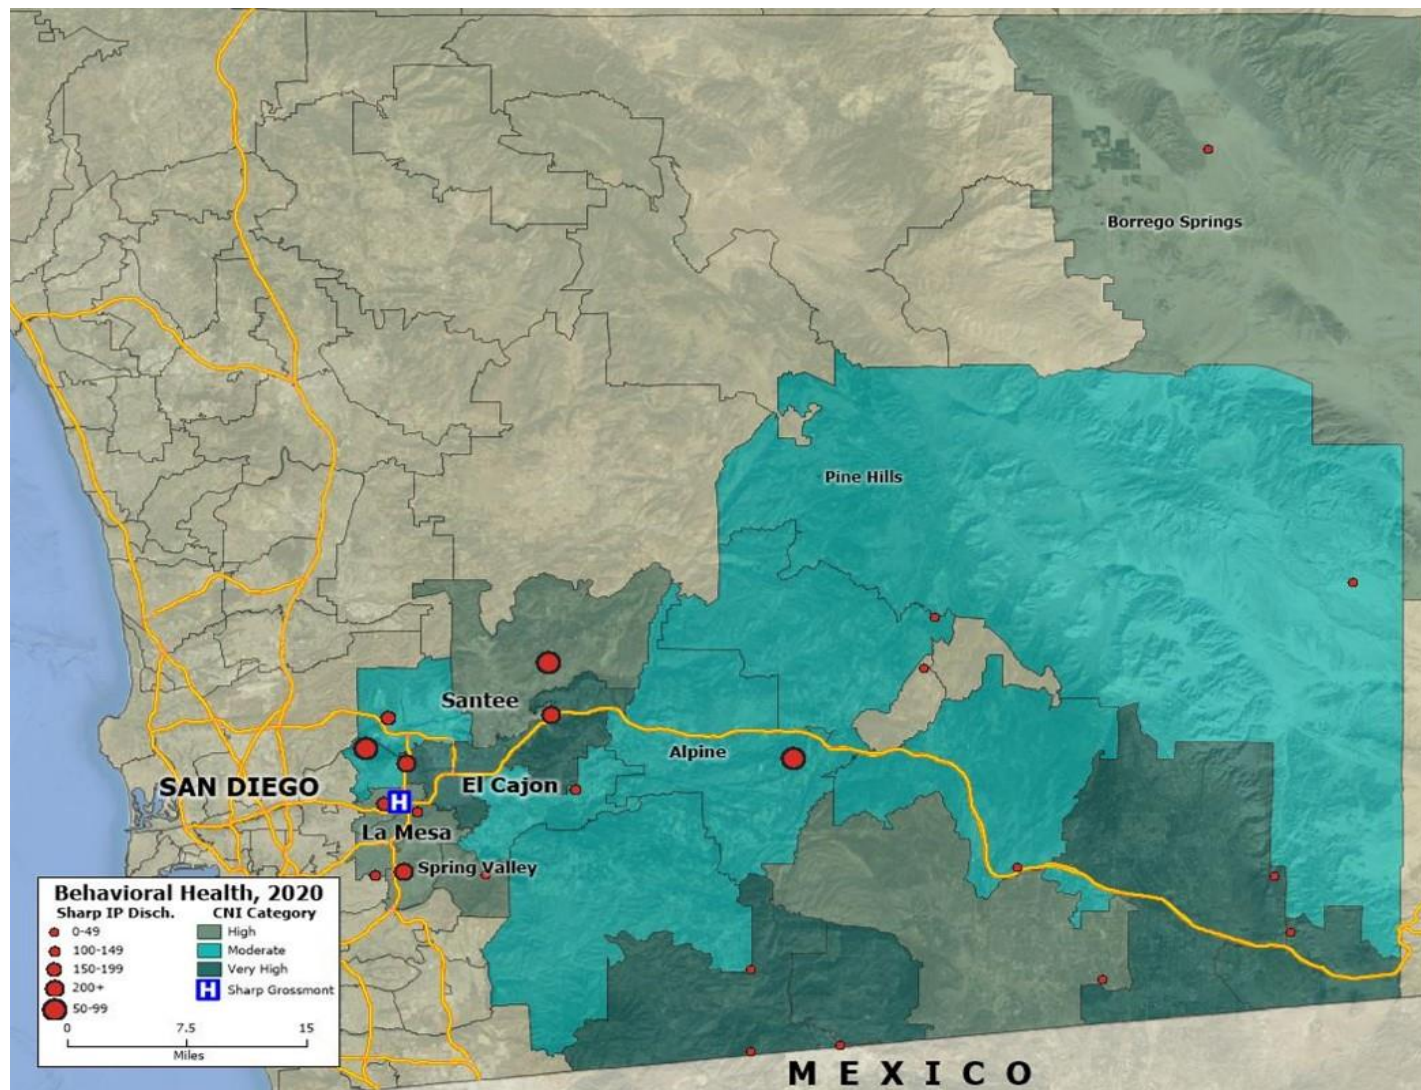 Borrego Springs
Pine Hills
Santee
Alpine
SAN DIEGO
El Cajon
H
La Mesa
Spring Valley
Behavioral Health, 2020
Sharp IP Disch.
0-49
100-149
150-199
200+
50-99
CNI Category
High
Moderate
Very High
H Sharp Grossmont
0 7.5 15
Miles
MEXICO